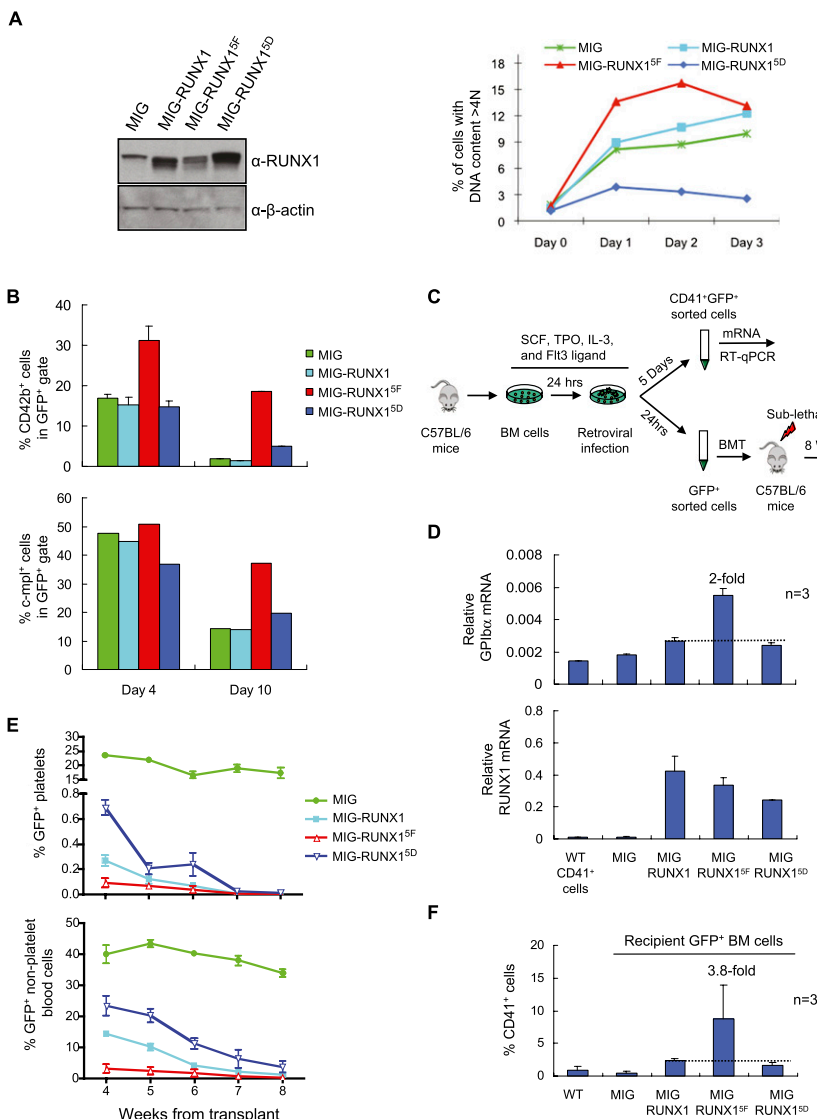 A
MIG
MIG-RUNX1
MIG-RUNX1^5F
MIG-RUNX1^5D
α-RUNX1
α-β-actin
MIG
MIG-RUNX1
MIG-RUNX1^5F
MIG-RUNX1^5D
% of cells with
DNA content >4N
18
15
12
9
6
3
0
Day 0
Day 1
Day 2
Day 3
B
% CD42b+ cells
in GFP+ gate
40
30
20
10
0
MIG
MIG-RUNX1
MIG-RUNX1^5F
MIG-RUNX1^5D
% c-mpl+ cells
in GFP+ gate
60
50
40
30
20
10
0
Day 4
Day 10
C
C57BL/6
mice
SCF, TPO, IL-3,
and Flt3 ligand
24 hrs
BM cells
Retroviral
infection
5 Days
24hrs
CD41+GFP+
sorted cells
mRNA
RT-qPCR
GFP+
sorted cells
BMT
Sub-letha
8 W
C57BL/6
mice
D
Relative
GPIbα mRNA
0.008
0.006
0.004
0.002
0
2-fold
n=3
Relative
RUNX1 mRNA
0.8
0.6
0.4
0.2
0
WT
CD41+
cells
MIG
MIG
RUNX1
MIG
RUNX1^5F
MIG
RUNX1^5D
E
% GFP+ platelets
30
25
20
15
0.8
0.6
0.4
0.2
0.0
MIG
MIG-RUNX1
MIG-RUNX1^5F
MIG-RUNX1^5D
% GFP+ non-platelet
blood cells
50
40
30
20
10
0
4
5
6
7
8
Weeks from transplant
F
% CD41+ cells
20
15
10
5
0
Recipient GFP+ BM cells
3.8-fold
n=3
WT
MIG
MIG
RUNX1
MIG
RUNX1^5F
MIG
RUNX1^5D